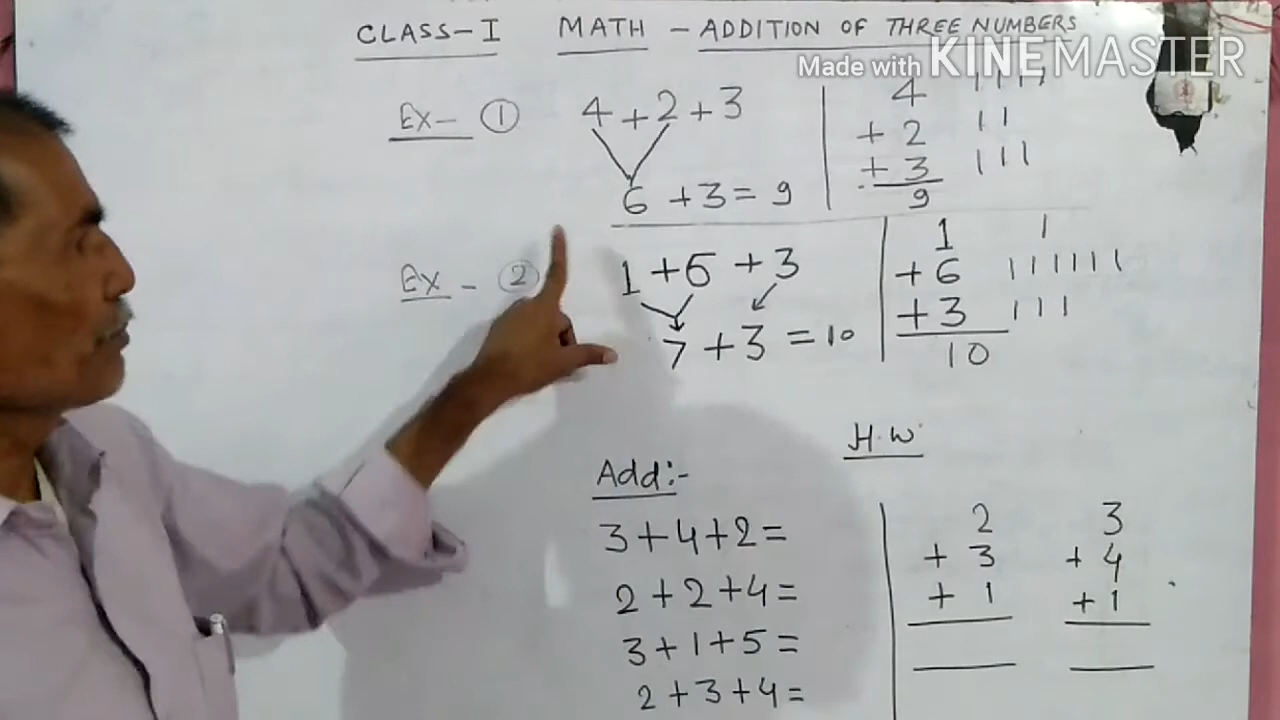 CLASS-I MATH - ADDITION OF THREE NUMBERS
Made with KINEMASTER
Ex- ① 4 + 2 + 3
6 + 3 = 9
4 ||||
+ 2 ||
+ 3 |||
9
Ex - ② 1 + 6 + 3
7 + 3 = 10
1 |
+ 6 ||||||
+ 3 |||
10
H.W
Add:-
3 + 4 + 2 =
2 + 2 + 4 =
3 + 1 + 5 =
2 + 3 + 4 =
2 3
+ 3 + 4
+ 1 + 1